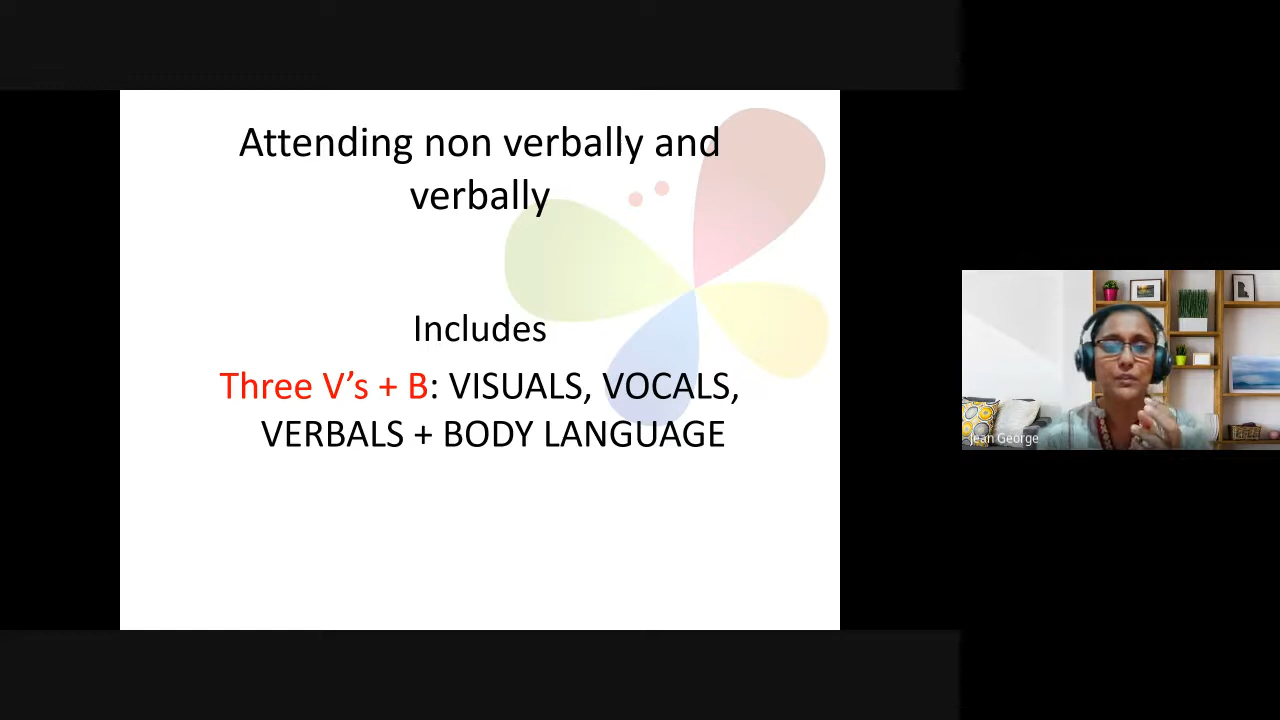 Attending non verbally and
verbally
Includes
Three V’s + B: VISUALS, VOCALS,
VERBALS + BODY LANGUAGE
Jean George